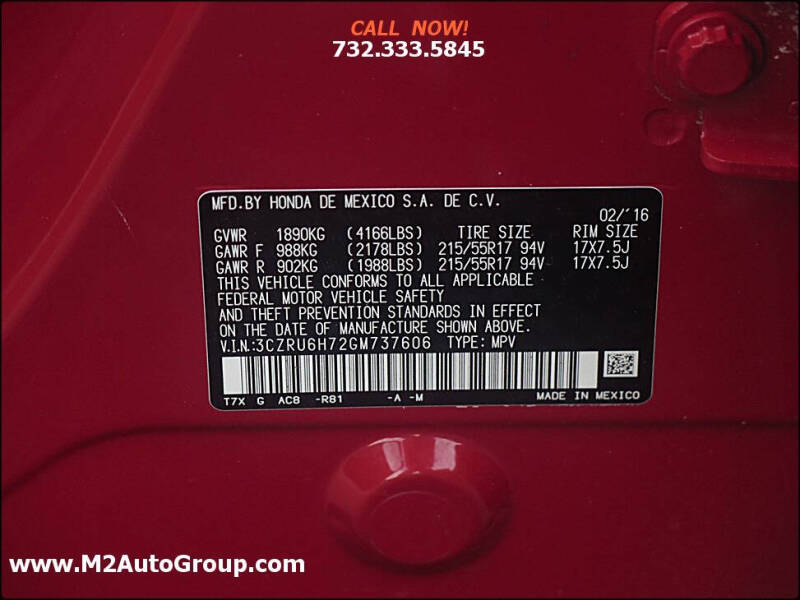 CALL NOW!
732.333.5845
MFD.BY HONDA DE MEXICO S.A. DE C.V.
02/'16
GVWR 1890KG (4166LBS) TIRE SIZE RIM SIZE
GAWR F 988KG (2178LBS) 215/55R17 94V 17X7.5J
GAWR R 902KG (1988LBS) 215/55R17 94V 17X7.5J
THIS VEHICLE CONFORMS TO ALL APPLICABLE
FEDERAL MOTOR VEHICLE SAFETY
AND THEFT PREVENTION STANDARDS IN EFFECT
ON THE DATE OF MANUFACTURE SHOWN ABOVE.
V.I.N.:3CZRU6H72GM737606 TYPE: MPV
T7X G AC8 -R81 -A -M MADE IN MEXICO
www.M2AutoGroup.com